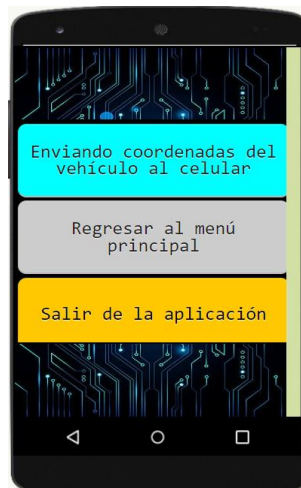 Enviando coordenadas del
vehículo al celular
Regresar al menú
principal
Salir de la aplicación